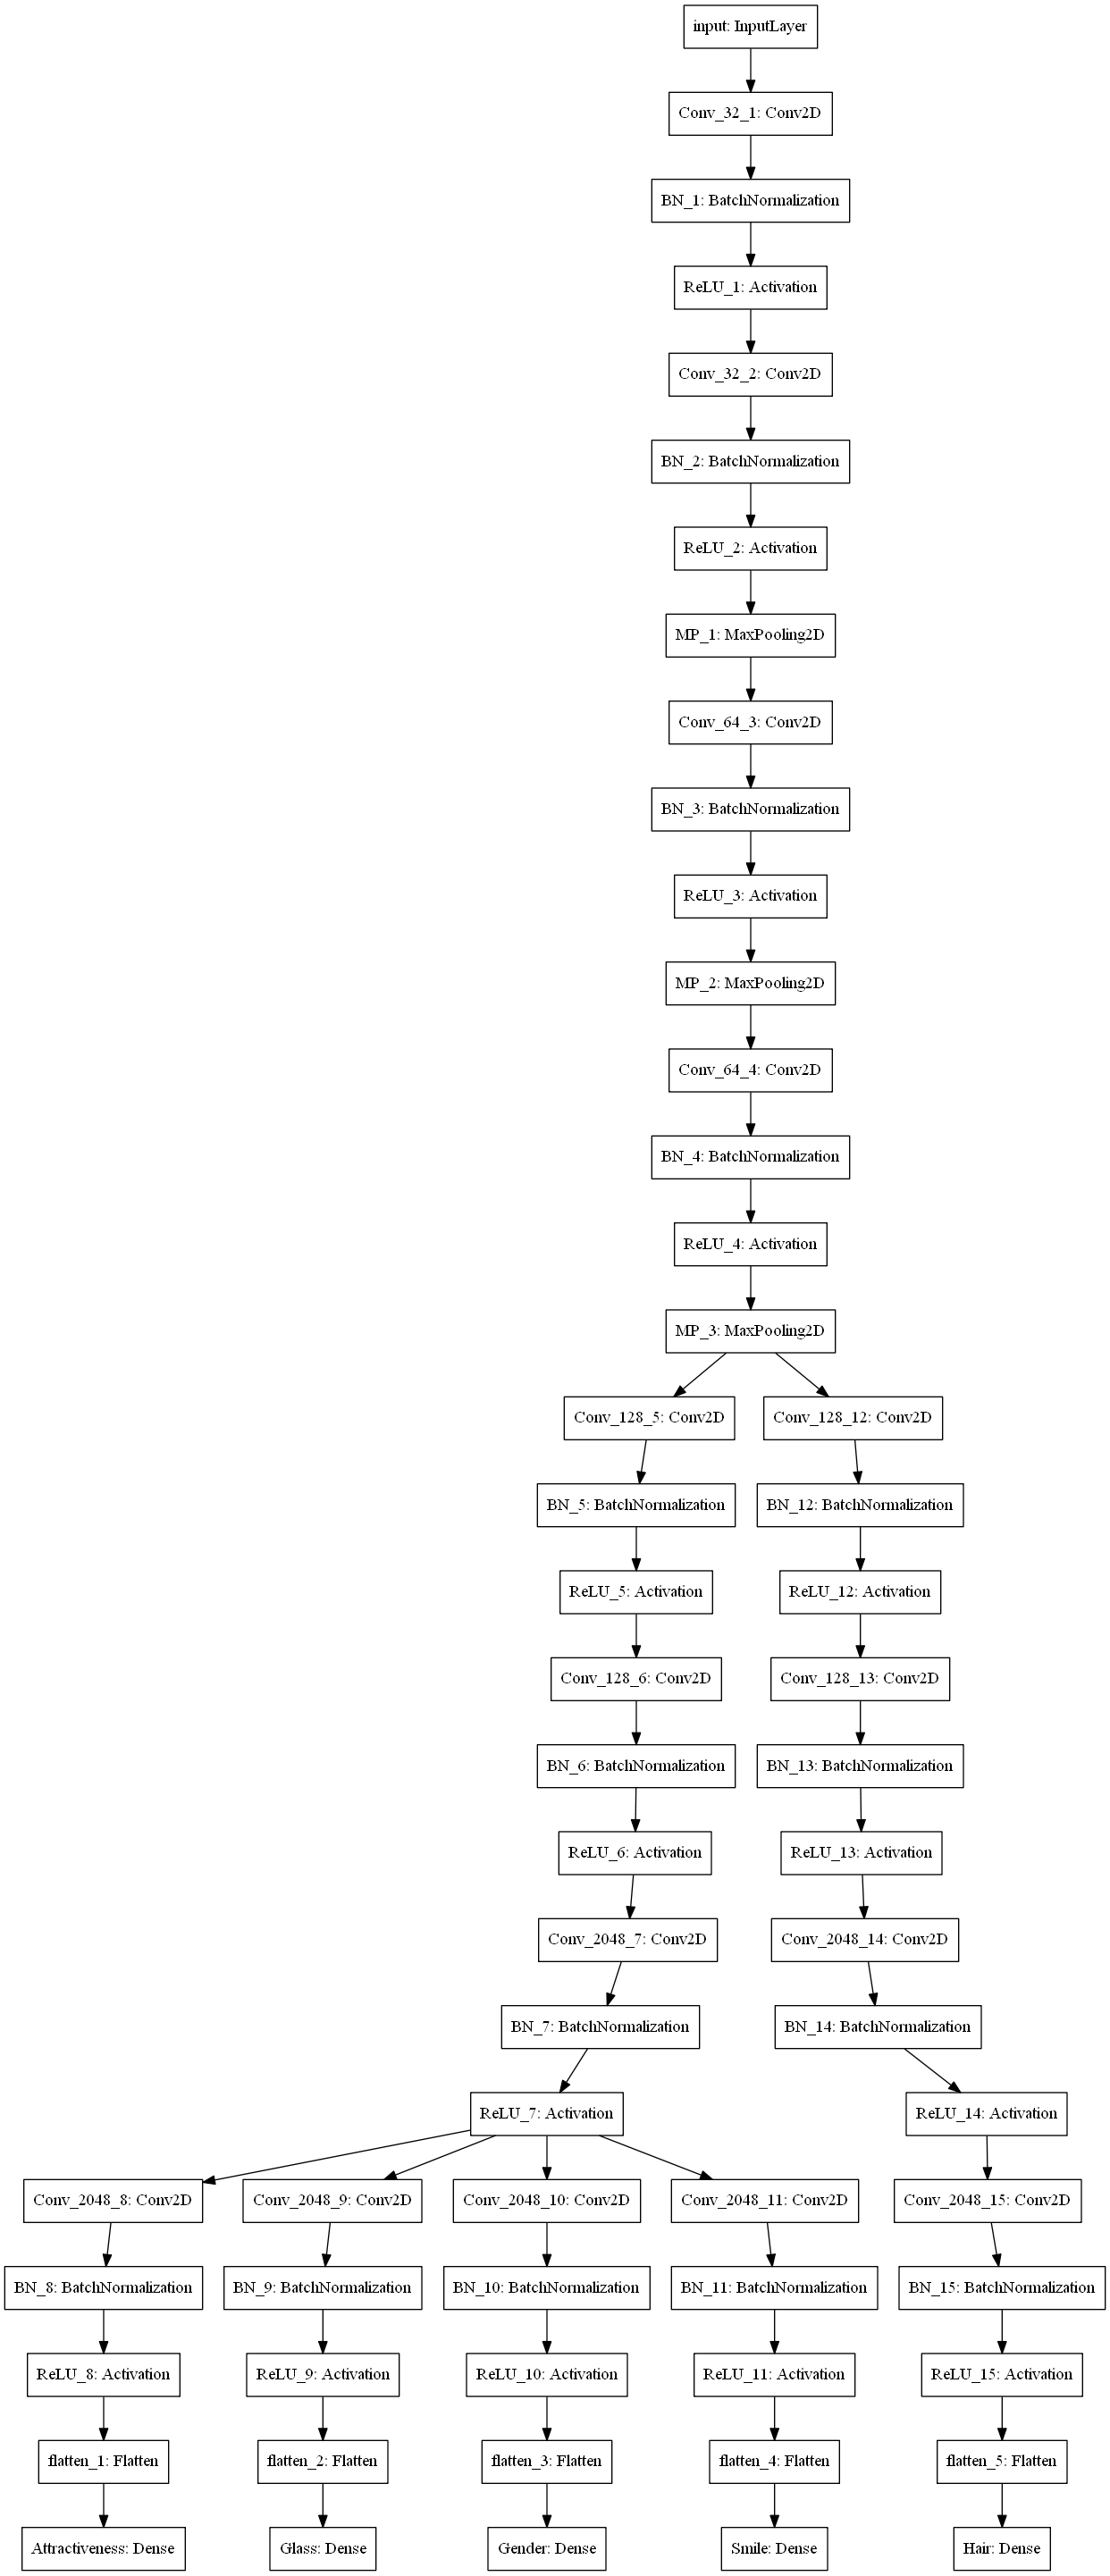 input: InputLayer
Conv_32_1: Conv2D
BN_1: BatchNormalization
ReLU_1: Activation
Conv_32_2: Conv2D
BN_2: BatchNormalization
ReLU_2: Activation
MP_1: MaxPooling2D
Conv_64_3: Conv2D
BN_3: BatchNormalization
ReLU_3: Activation
MP_2: MaxPooling2D
Conv_64_4: Conv2D
BN_4: BatchNormalization
ReLU_4: Activation
MP_3: MaxPooling2D
Conv_128_5: Conv2D
Conv_128_12: Conv2D
BN_5: BatchNormalization
BN_12: BatchNormalization
ReLU_5: Activation
ReLU_12: Activation
Conv_128_6: Conv2D
Conv_128_13: Conv2D
BN_6: BatchNormalization
BN_13: BatchNormalization
ReLU_6: Activation
ReLU_13: Activation
Conv_2048_7: Conv2D
Conv_2048_14: Conv2D
BN_7: BatchNormalization
BN_14: BatchNormalization
ReLU_7: Activation
ReLU_14: Activation
Conv_2048_8: Conv2D
Conv_2048_9: Conv2D
Conv_2048_10: Conv2D
Conv_2048_11: Conv2D
Conv_2048_15: Conv2D
BN_8: BatchNormalization
BN_9: BatchNormalization
BN_10: BatchNormalization
BN_11: BatchNormalization
BN_15: BatchNormalization
ReLU_8: Activation
ReLU_9: Activation
ReLU_10: Activation
ReLU_11: Activation
ReLU_15: Activation
flatten_1: Flatten
flatten_2: Flatten
flatten_3: Flatten
flatten_4: Flatten
flatten_5: Flatten
Attractiveness: Dense
Glass: Dense
Gender: Dense
Smile: Dense
Hair: Dense